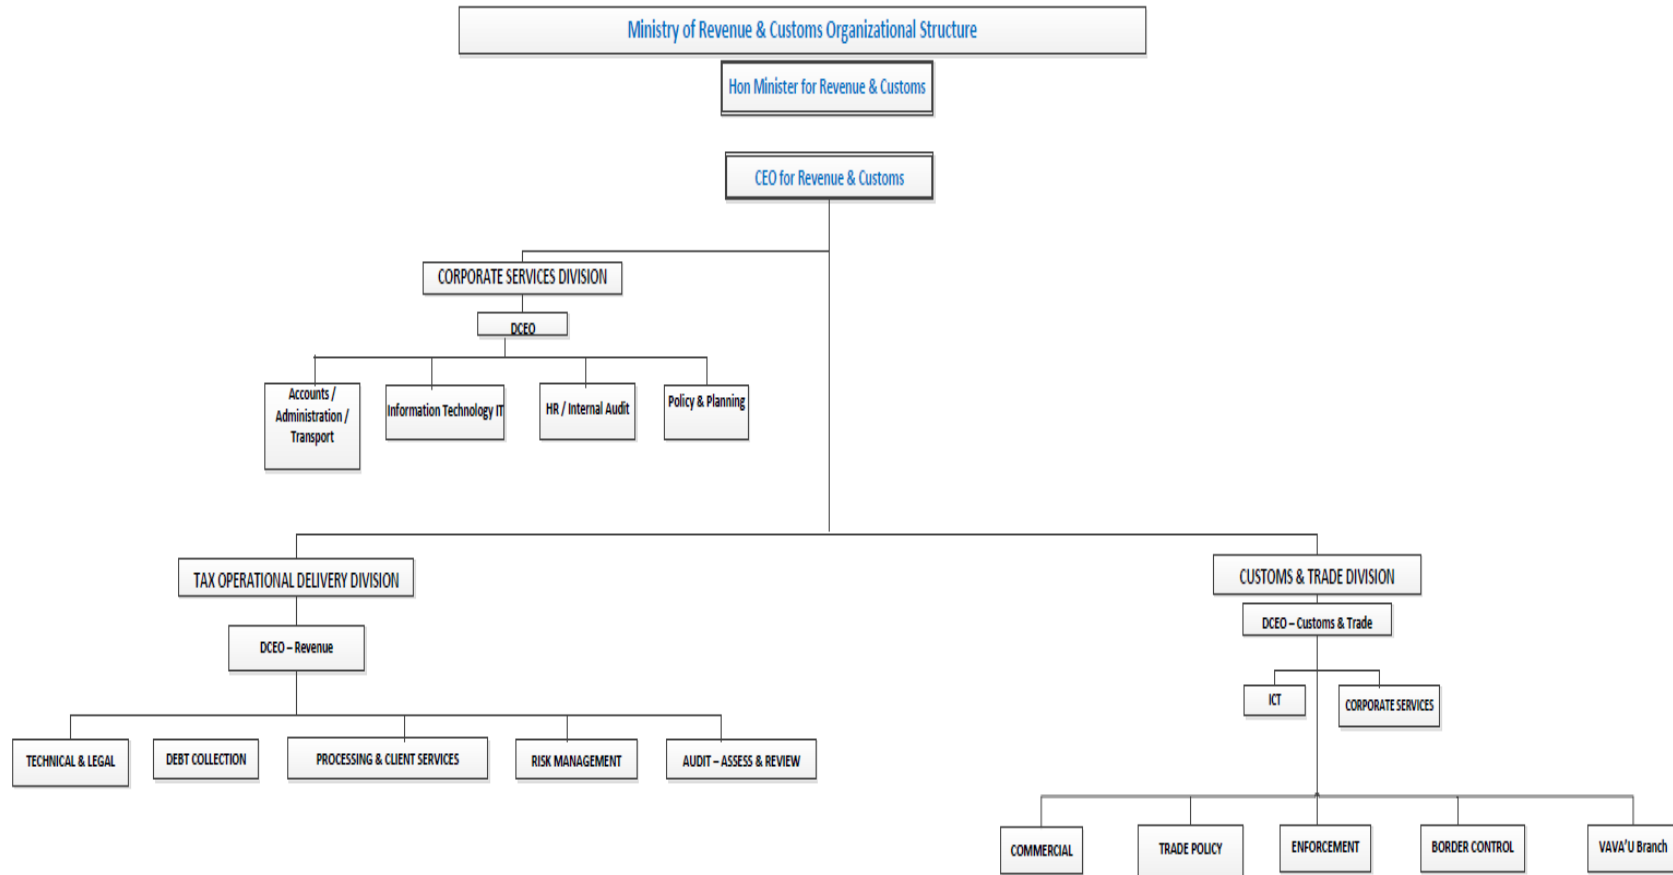 Ministry of Revenue & Customs Organizational Structure
Hon Minister for Revenue & Customs
CEO for Revenue & Customs
CORPORATE SERVICES DIVISION
DCEO
Accounts /
Administration /
Transport
Information Technology IT
HR / Internal Audit
Policy & Planning
TAX OPERATIONAL DELIVERY DIVISION
DCEO – Revenue
TECHNICAL & LEGAL
DEBT COLLECTION
PROCESSING & CLIENT SERVICES
RISK MANAGEMENT
AUDIT – ASSESS & REVIEW
CUSTOMS & TRADE DIVISION
DCEO – Customs & Trade
ICT
CORPORATE SERVICES
COMMERCIAL
TRADE POLICY
ENFORCEMENT
BORDER CONTROL
VAVA'U Branch